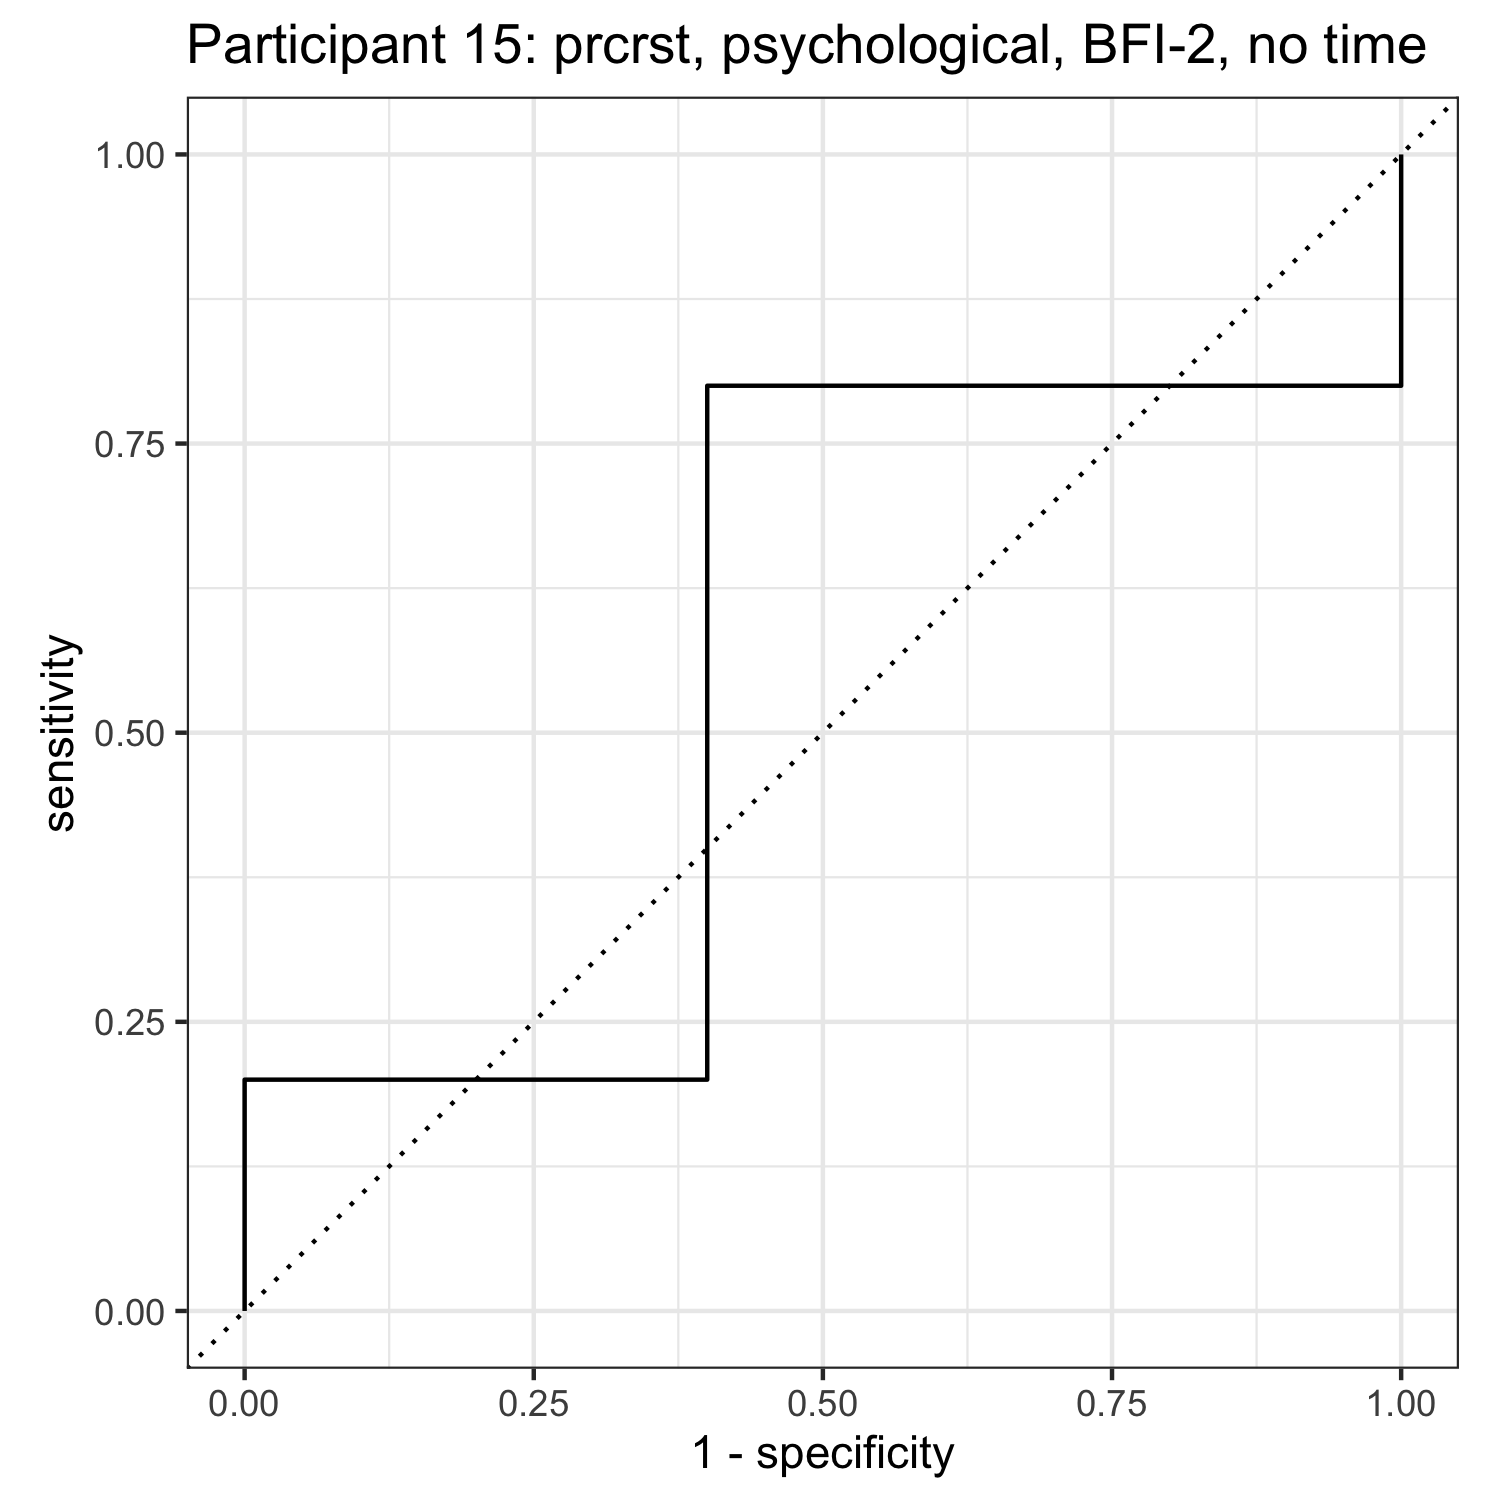 Participant 15: prcrst, psychological, BFI-2, no time
1.00
0.75
0.50
0.25
0.00
sensitivity
0.00 0.25 0.50 0.75 1.00
1 - specificity